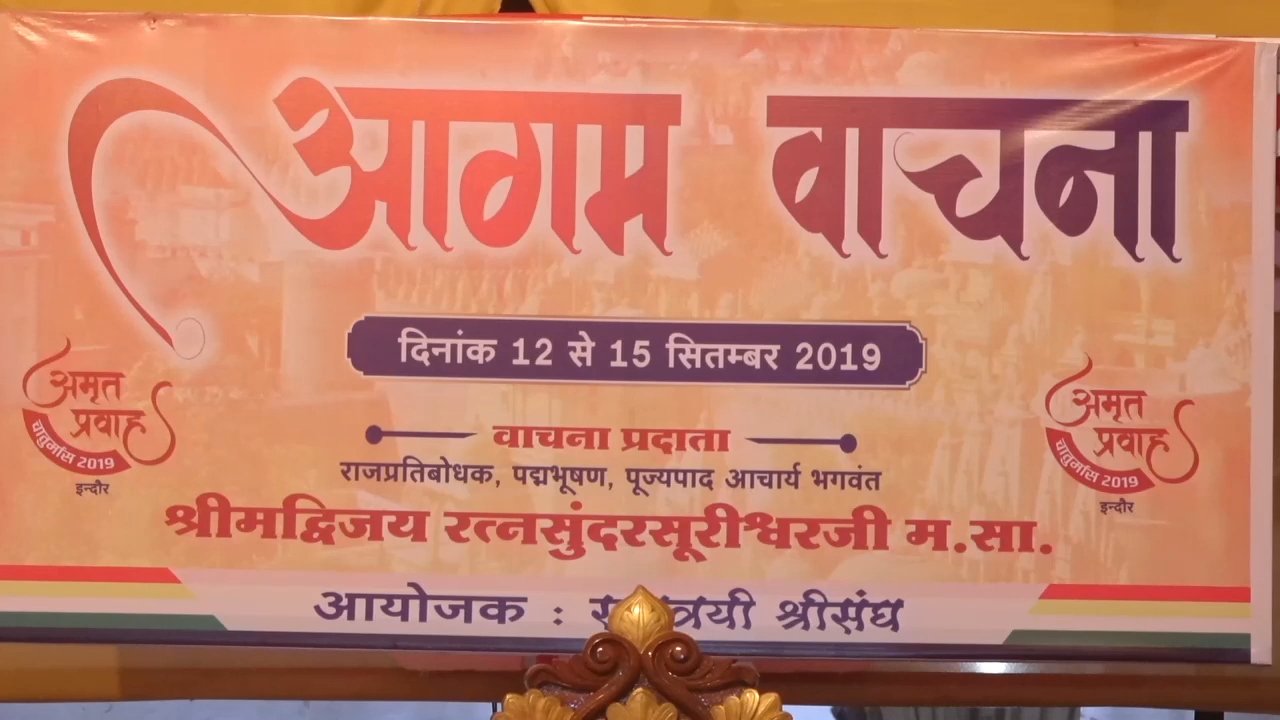 आगम वाचना
दिनांक 12 से 15 सितम्बर 2019
वाचना प्रदाता
राजप्रतिबोधक, पद्मभूषण, पूज्यपाद आचार्य भगवंत
श्रीमद्विजय रत्नसुंदरसूरीश्वरजी म.सा.
आयोजक : श्रीसंघ
अमृत
प्रवाह
चातुर्मास 2019
इन्दौर
अमृत
प्रवाह
चातुर्मास 2019
इन्दौर